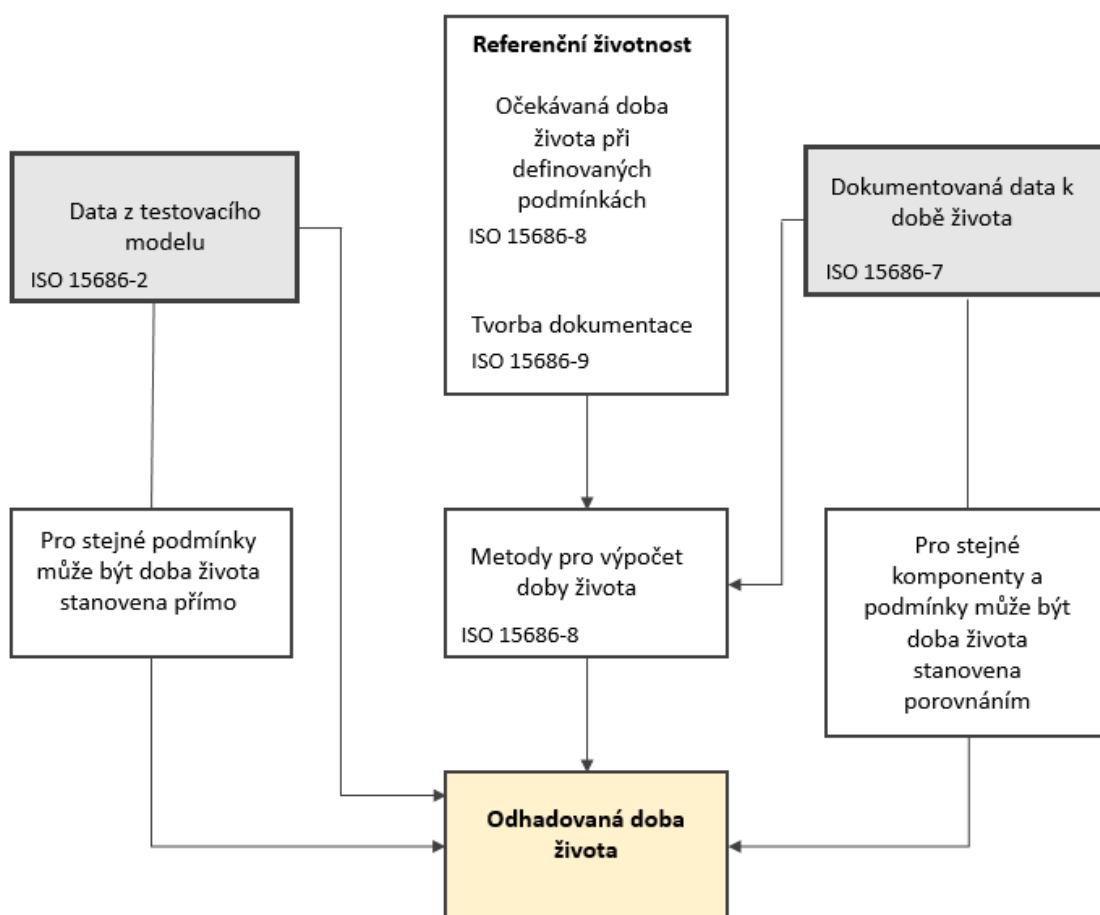 Referenční životnost
Očekávaná doba
života při
definovaných
podmínkách
ISO 15686-8
Tvorba dokumentace
ISO 15686-9
Data z testovacího
modelu
ISO 15686-2
Dokumentovaná data k
době života
ISO 15686-7
Pro stejné podmínky
může být doba života
stanovena přímo
Metody pro výpočet
doby života
ISO 15686-8
Pro stejné
komponenty a
podmínky může být
doba života
stanovena
porovnáním
Odhadovaná doba
života